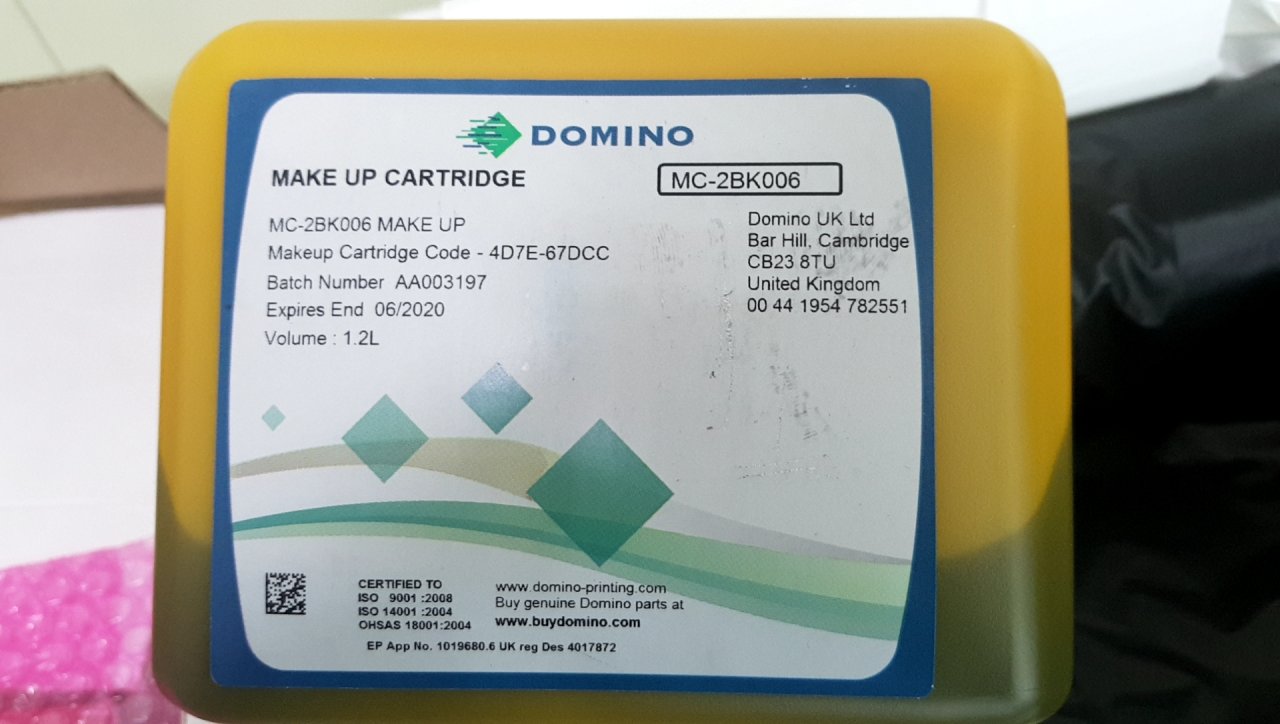 DOMINO
MAKE UP CARTRIDGE
MC-2BK006
MC-2BK006 MAKE UP
Makeup Cartridge Code - 4D7E-67DCC
Batch Number AA003197
Expires End 06/2020
Volume : 1.2L
Domino UK Ltd
Bar Hill, Cambridge
CB23 8TU
United Kingdom
00 44 1954 782551
CERTIFIED TO
ISO 9001 :2008
ISO 14001 :2004
OHSAS 18001:2004
www.domino-printing.com
Buy genuine Domino parts at
www.buydomino.com
EP App No. 1019680.6 UK reg Des 4017872